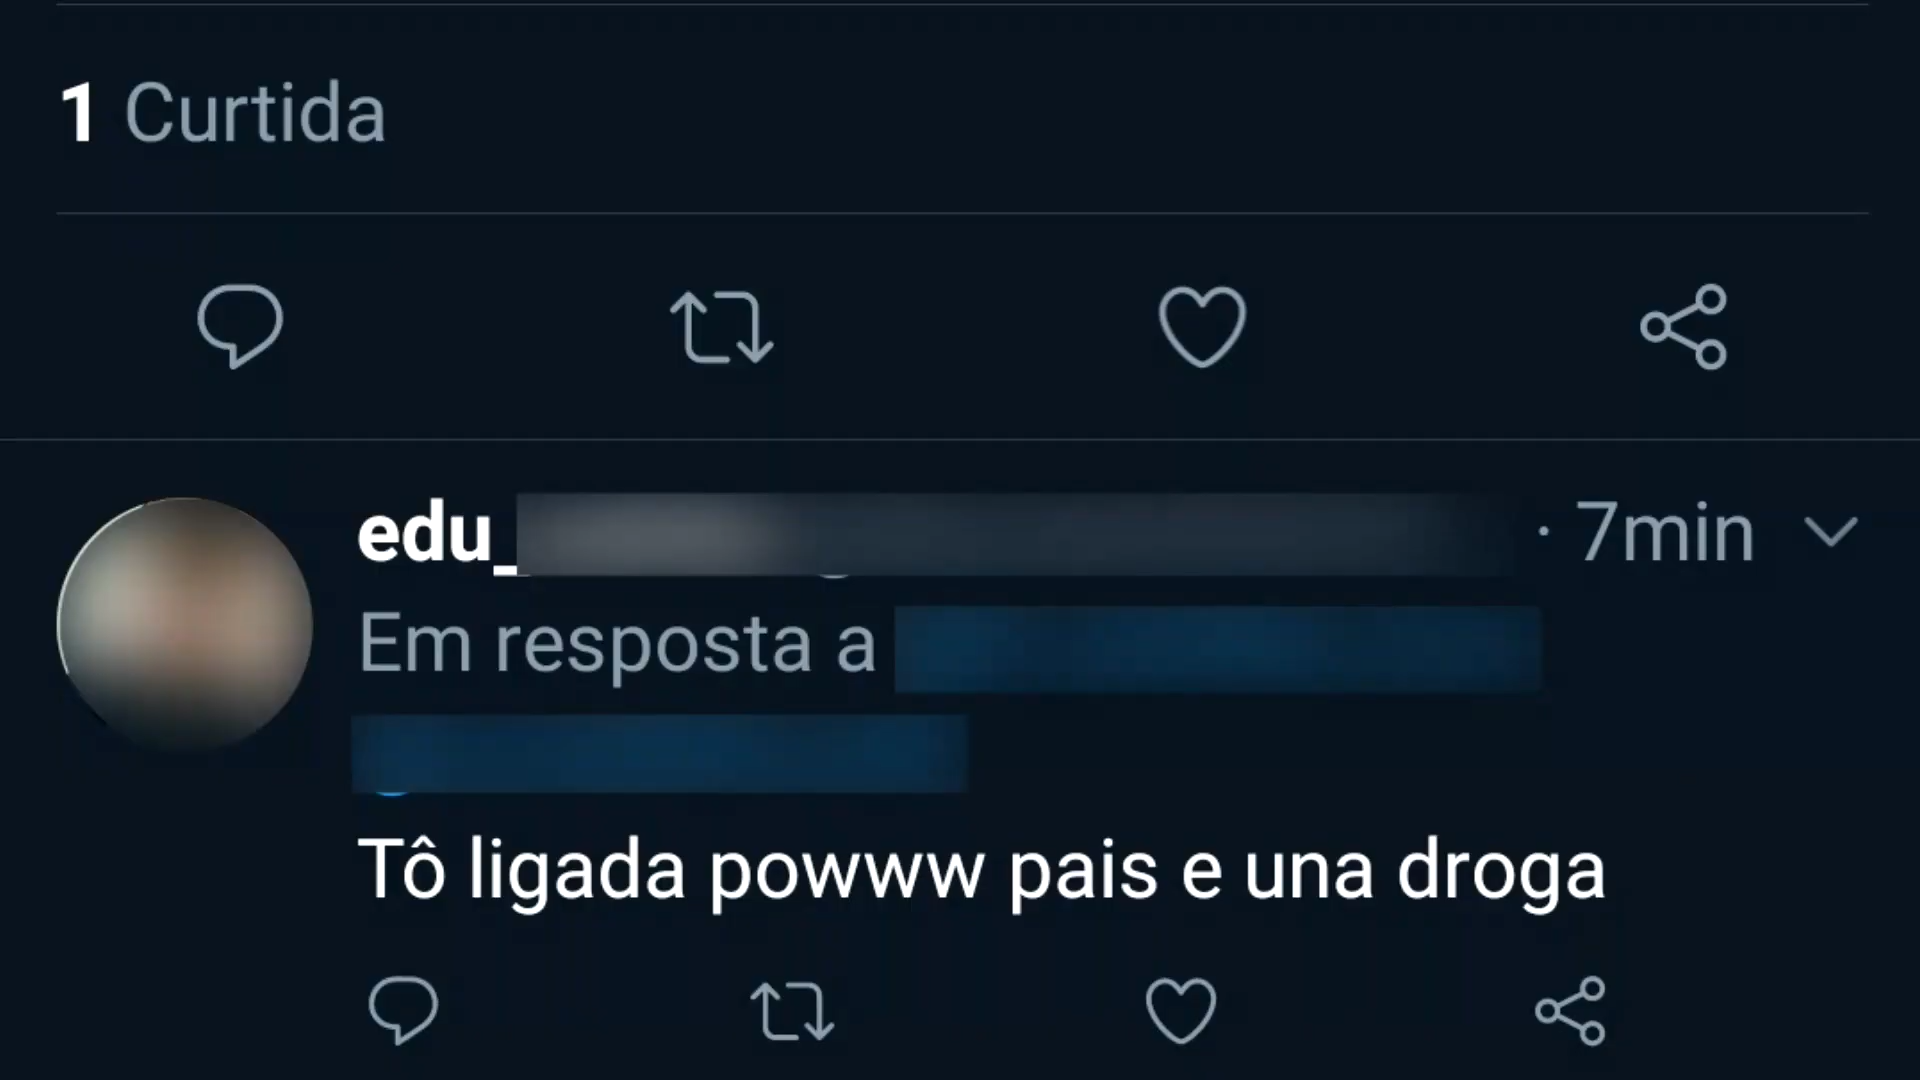 1 Curtida
edu_ · 7min
Em resposta a
Tô ligada powww pais e una droga